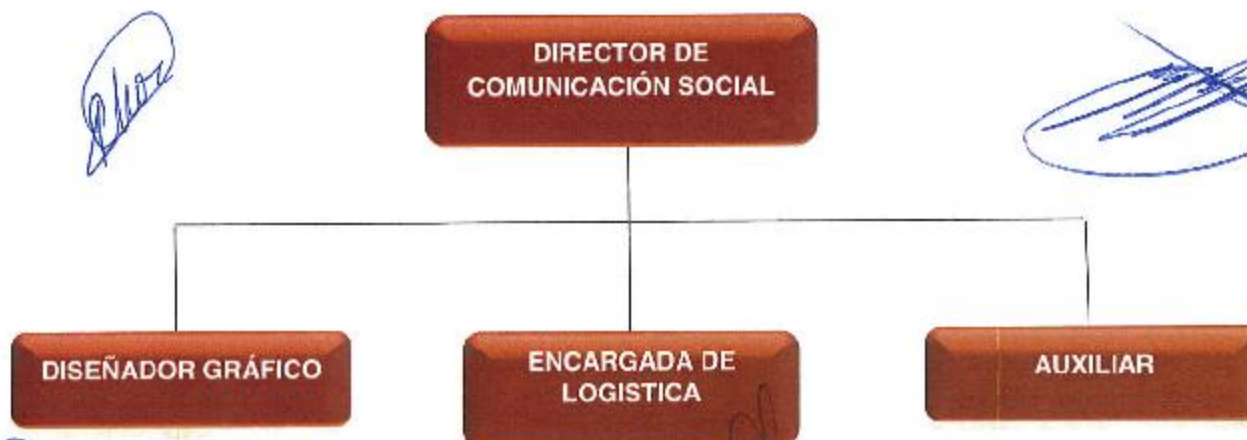 DIRECTOR DE
COMUNICACIÓN SOCIAL
DISEÑADOR GRÁFICO
ENCARGADA DE
LOGISTICA
AUXILIAR